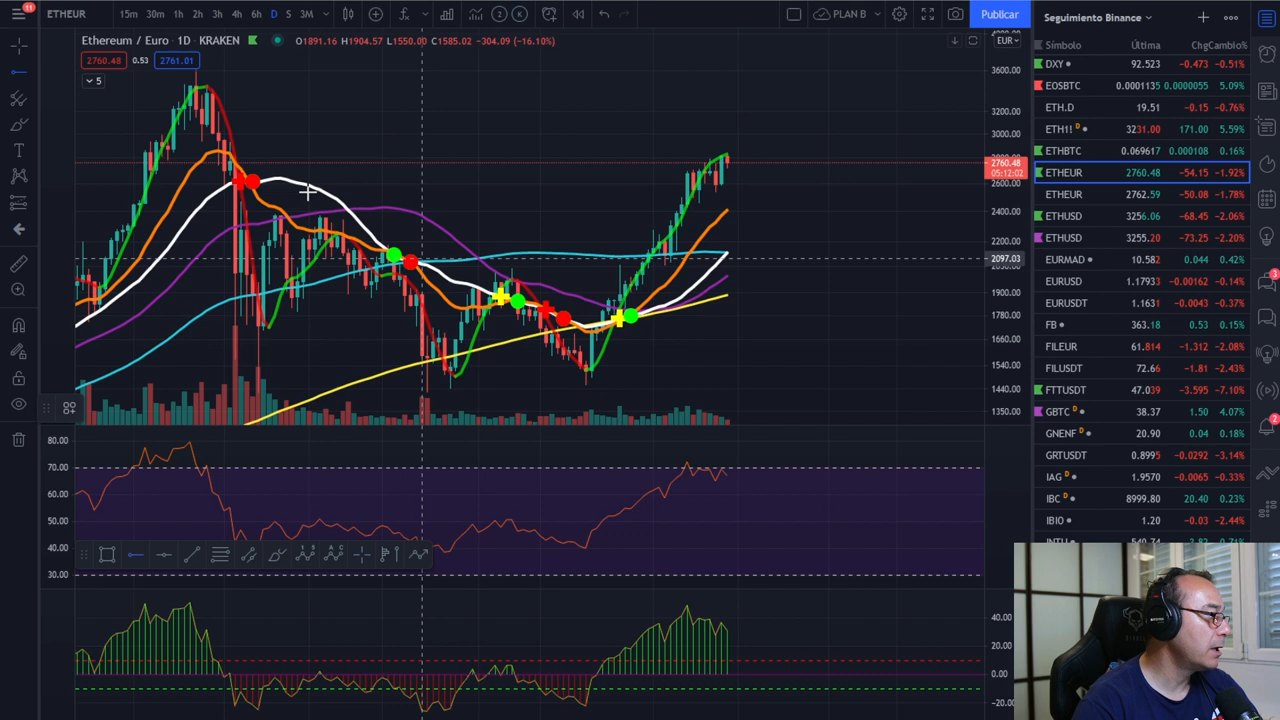 11
ETHEUR
15m 30m 1h 2h 3h 4h 6h D S 3M
2 K
PLAN B
Publicar
Ethereum / Euro · 1D · KRAKEN
O1891.16 H1904.57 L1550.00 C1585.02 −304.09 (−16.10%)
EUR
2760.48 0.53 2761.01
5
3600.00
3200.00
3000.00
2760.48
05:12:02
2600.00
2400.00
2200.00
2097.03
1900.00
1780.00
1660.00
1540.00
1440.00
1350.00
80.00
70.00
60.00
50.00
40.00
30.00
40.00
20.00
0.00
−20.00
Seguimiento Binance
Símbolo Última Chg Cambio%
DXY 92.523 −0.473 −0.51%
EOSBTC 0.0001135 0.0000055 5.09%
ETH.D 19.51 −0.15 −0.76%
ETH1! D 3231.00 171.00 5.59%
ETHBTC 0.069617 0.000108 0.16%
ETHEUR 2760.48 −54.15 −1.92%
ETHEUR 2762.59 −50.08 −1.78%
ETHUSD 3256.06 −68.45 −2.06%
ETHUSD 3255.20 −73.25 −2.20%
EURMAD 10.582 0.044 0.42%
EURUSD 1.1793 −0.00162 −0.14%
EURUSDT 1.1631 −0.0004 −0.37%
FB 363.18 0.53 0.15%
FILEUR 61.814 −1.312 −2.08%
FILUSDT 72.66 −1.81 −2.43%
FTTUSDT 47.039 −3.595 −7.10%
GBTC D 38.37 1.50 4.07%
GNENF D 20.90 0.04 0.18%
GRTUSDT 0.8995 −0.0292 −3.14%
IAG D 1.9570 −0.0065 −0.33%
IBC D 8999.80 20.40 0.23%
IBIO 1.20 −0.03 −2.44%
3
2